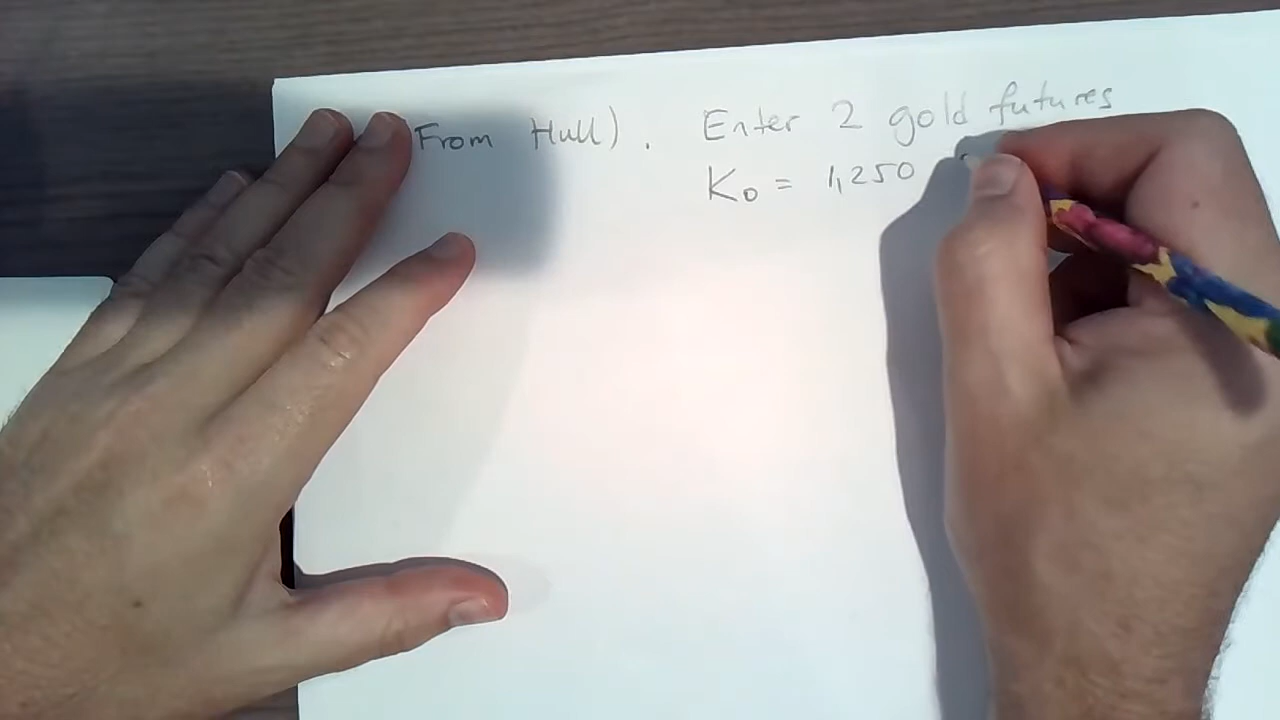 From Hull). Enter 2 gold futures
K0 = 1,250